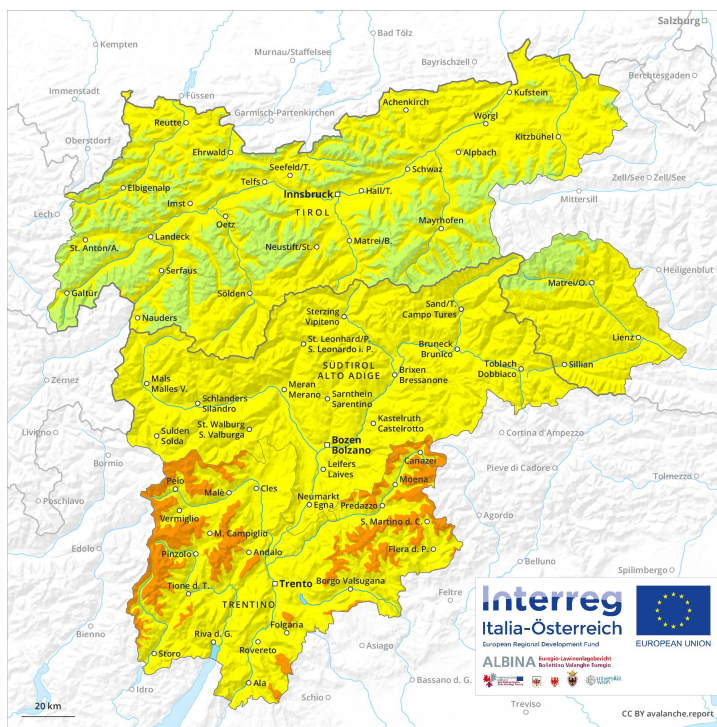 Salzburg
Kempten
Bad Tölz
Murnau/Staffelsee
Bayrischzell
Berchtesgaden
Immenstadt
Füssen
Kufstein
Achenkirch
Garmisch-Partenkirchen
Reutte
Wörgl
Oberstdorf
Kitzbühel
Ehrwald
Alpbach
Seefeld/T.
Schwaz
Zell/See
Zell/See
Telfs
Elbigenalp
Innsbruck
Hall/T.
Mittersill
Imst
Lech
TIROL
Oetz
Mayrhofen
Landeck
St. Anton/A.
Neustift/St.
Matrei/B.
Serfaus
Heiligenblut
Matrei/O.
Galtür
Sölden
Sand/T.
Campo Tures
Nauders
Sterzing
Vipiteno
Lienz
St. Leonhard/P.
S. Leonardo i. P.
Bruneck
Brunico
SÜDTIROL
ALTO ADIGE
Toblach
Dobbiaco
Sillian
Brixen
Bressanone
Zernez
Mals
Malles V.
Meran
Merano
Sarnthein
Sarentino
Schlanders
Silandro
Kastelruth
Castelrotto
St. Walburg
S. Valburga
Livigno
Sulden
Solda
Bozen
Bolzano
Cortina d'Ampezzo
Canazei
Bormio
Leifers
Laives
Pieve di Cadore
Tolmezzo
Peio
Moena
Malè
Cles
Neumarkt
Egna
Poschiavo
Predazzo
Vermiglio
Agordo
S. Martino d. C.
M. Campiglio
Edolo
Pinzolo
Andalo
Fiera d. P.
Belluno
Spilimbergo
Trento
Tione d. T.
Borgo Valsugana
Feltre
TRENTINO
Folgaria
Bienno
Riva d. G.
Rovereto
Asiago
Storo
Ala
Bassano d. G.
Idro
Schio
Treviso
Interreg
Italia-Österreich
European Regional Development Fund
EUROPEAN UNION
ALBINA Euregio-Lawinenlagebericht
Bollettino Valanghe Euregio
20 km
CC BY avalanche.report